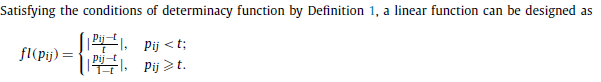 Satisfying the conditions of determinacy function by Definition 1, a linear function can be designed as
fl(pij) = { |pij−t / t|, pij < t;
|pij−t / 1−t|, pij ⩾ t.